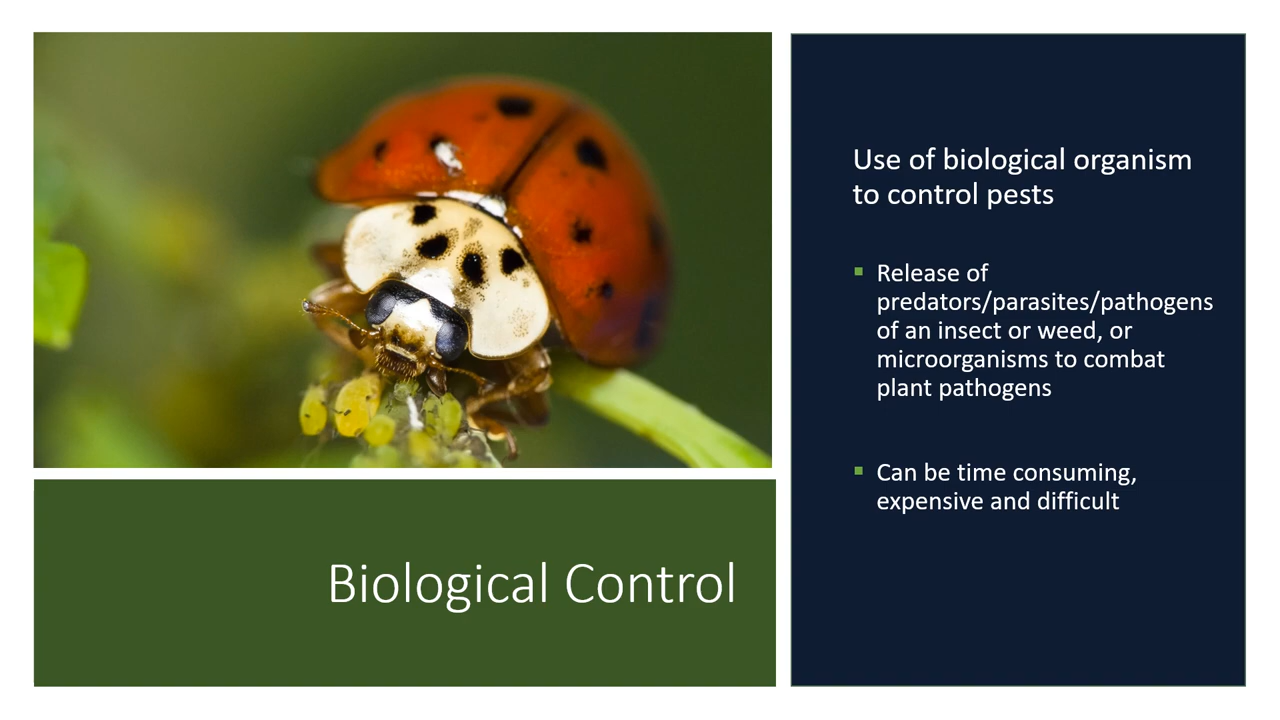 Use of biological organism
to control pests
Release of
predators/parasites/pathogens
of an insect or weed, or
microorganisms to combat
plant pathogens
Can be time consuming,
expensive and difficult
Biological Control